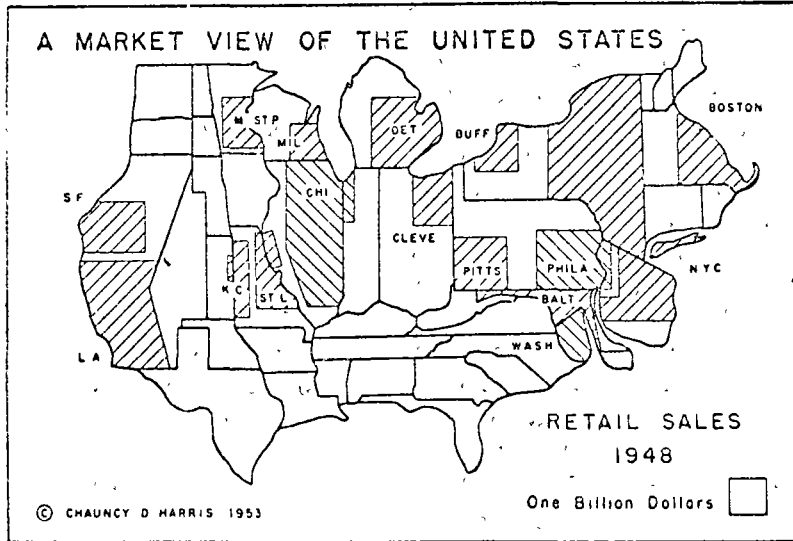 A MARKET VIEW OF THE UNITED STATES
BOSTON
M STP
DET
BUFF
MIL
SF
CHI
CLEVE
PITTS
PHILA
NYC
KC
ST L
BALT
WASH
LA
RETAIL SALES
1948
One Billion Dollars
© CHAUNCY D HARRIS 1953